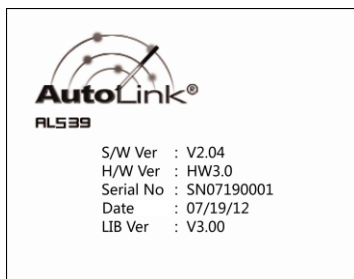 AutoLink®
AL539
S/W Ver : V2.04
H/W Ver : HW3.0
Serial No : SN07190001
Date : 07/19/12
LIB Ver : V3.00